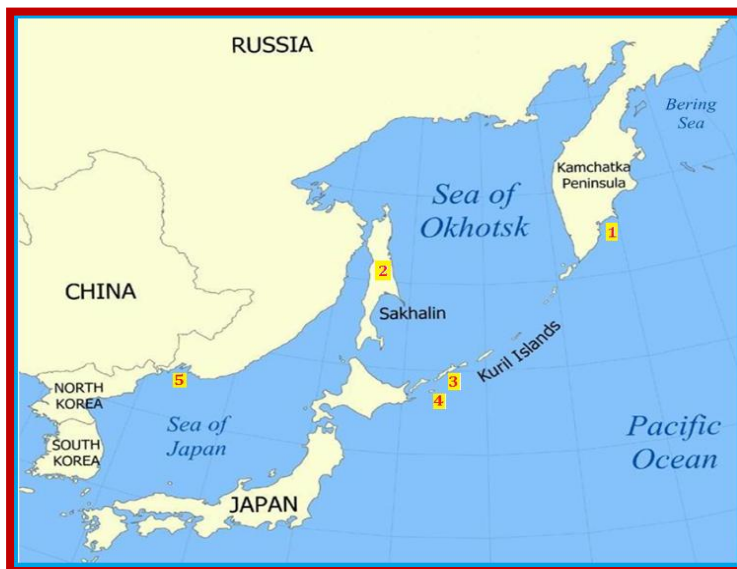 RUSSIA
Bering
Sea
Kamchatka
Peninsula
Sea of
Okhotsk
1
2
CHINA
Sakhalin
Kuril Islands
5
3
4
NORTH
KOREA
Sea of
Japan
SOUTH
KOREA
Pacific
Ocean
JAPAN